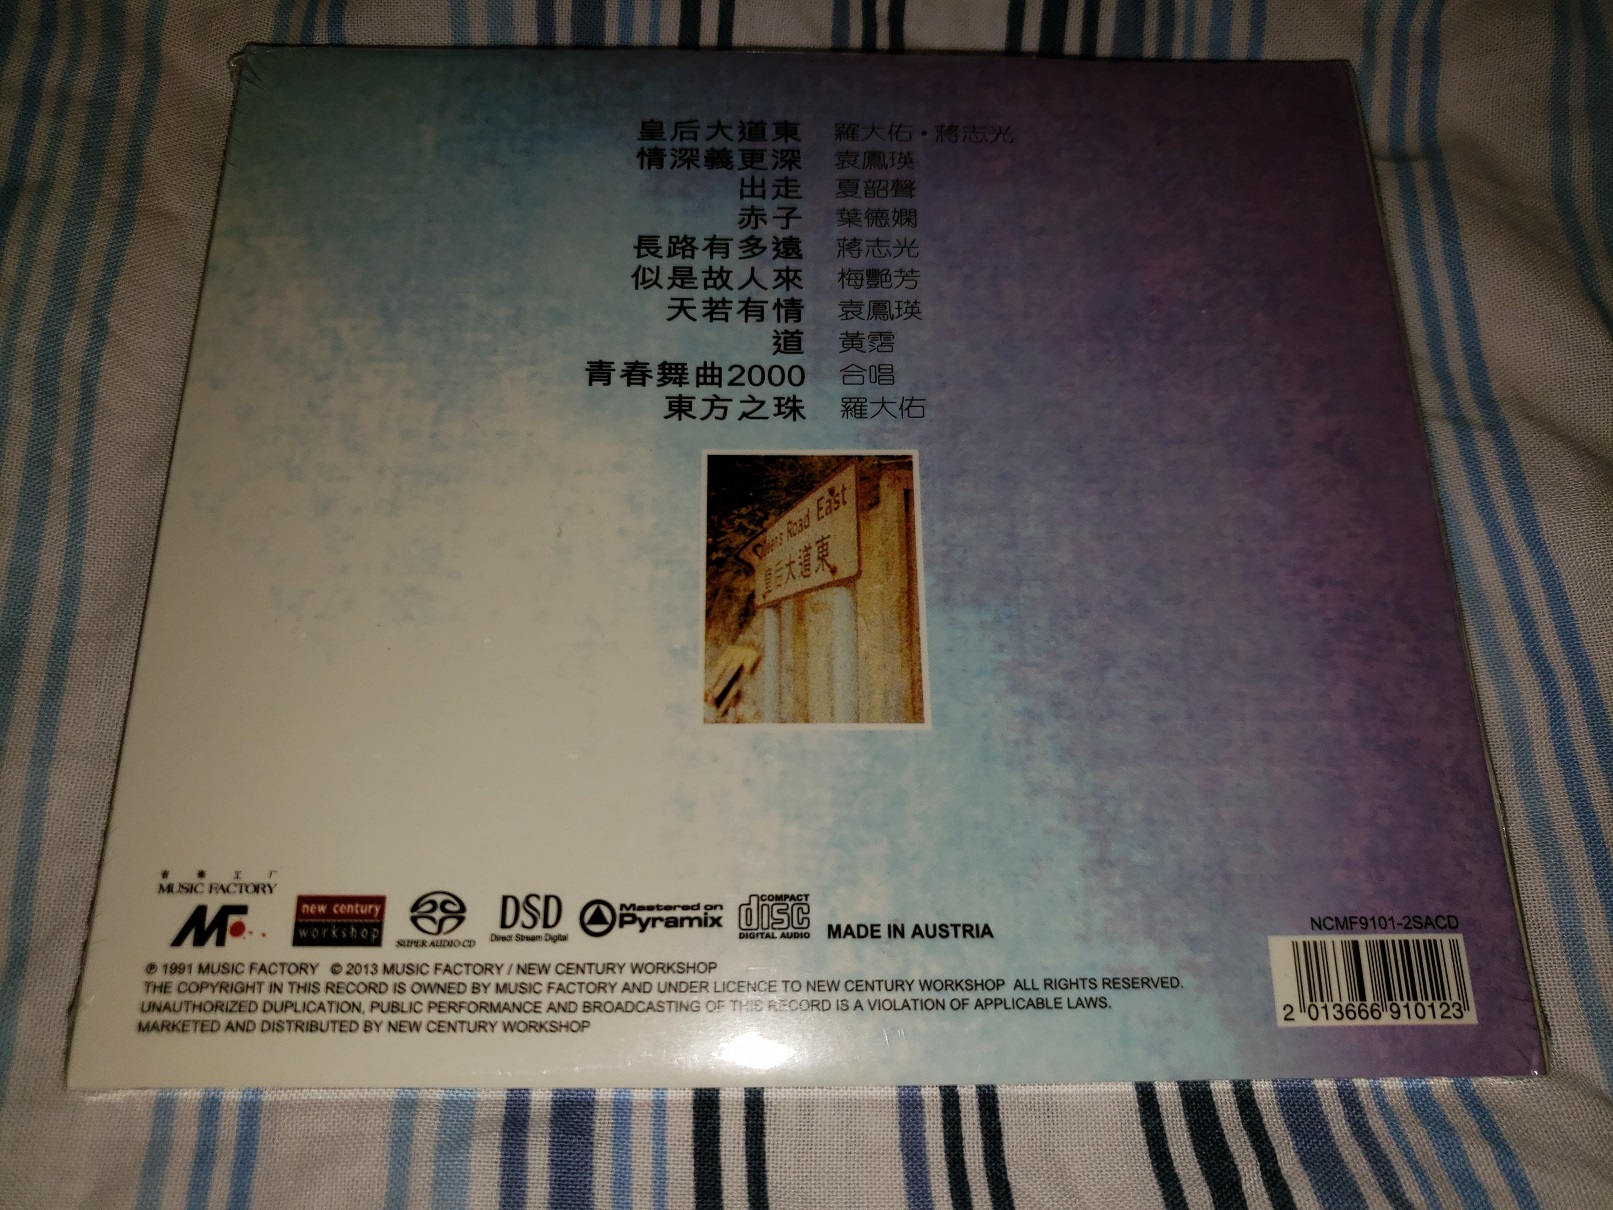 皇后大道東 羅大佑・蔣志光
情深義更深 袁鳳瑛
出走 夏韶聲
赤子 葉德嫻
長路有多遠 蔣志光
似是故人來 梅艷芳
天若有情 袁鳳瑛
道 黃霑
青春舞曲2000 合唱
東方之珠 羅大佑
Queen's Road East
皇后大道東
音樂工厂
MUSIC FACTORY
MF
new century
workshop
SUPER AUDIO CD
DSD
Direct Stream Digital
Mastered on
Pyramix
COMPACT
disc
DIGITAL AUDIO
MADE IN AUSTRIA
NCMF9101-2SACD
2 013666 910123
℗ 1991 MUSIC FACTORY © 2013 MUSIC FACTORY / NEW CENTURY WORKSHOP
THE COPYRIGHT IN THIS RECORD IS OWNED BY MUSIC FACTORY AND UNDER LICENCE TO NEW CENTURY WORKSHOP ALL RIGHTS RESERVED.
UNAUTHORIZED DUPLICATION, PUBLIC PERFORMANCE AND BROADCASTING OF THIS RECORD IS A VIOLATION OF APPLICABLE LAWS.
MARKETED AND DISTRIBUTED BY NEW CENTURY WORKSHOP